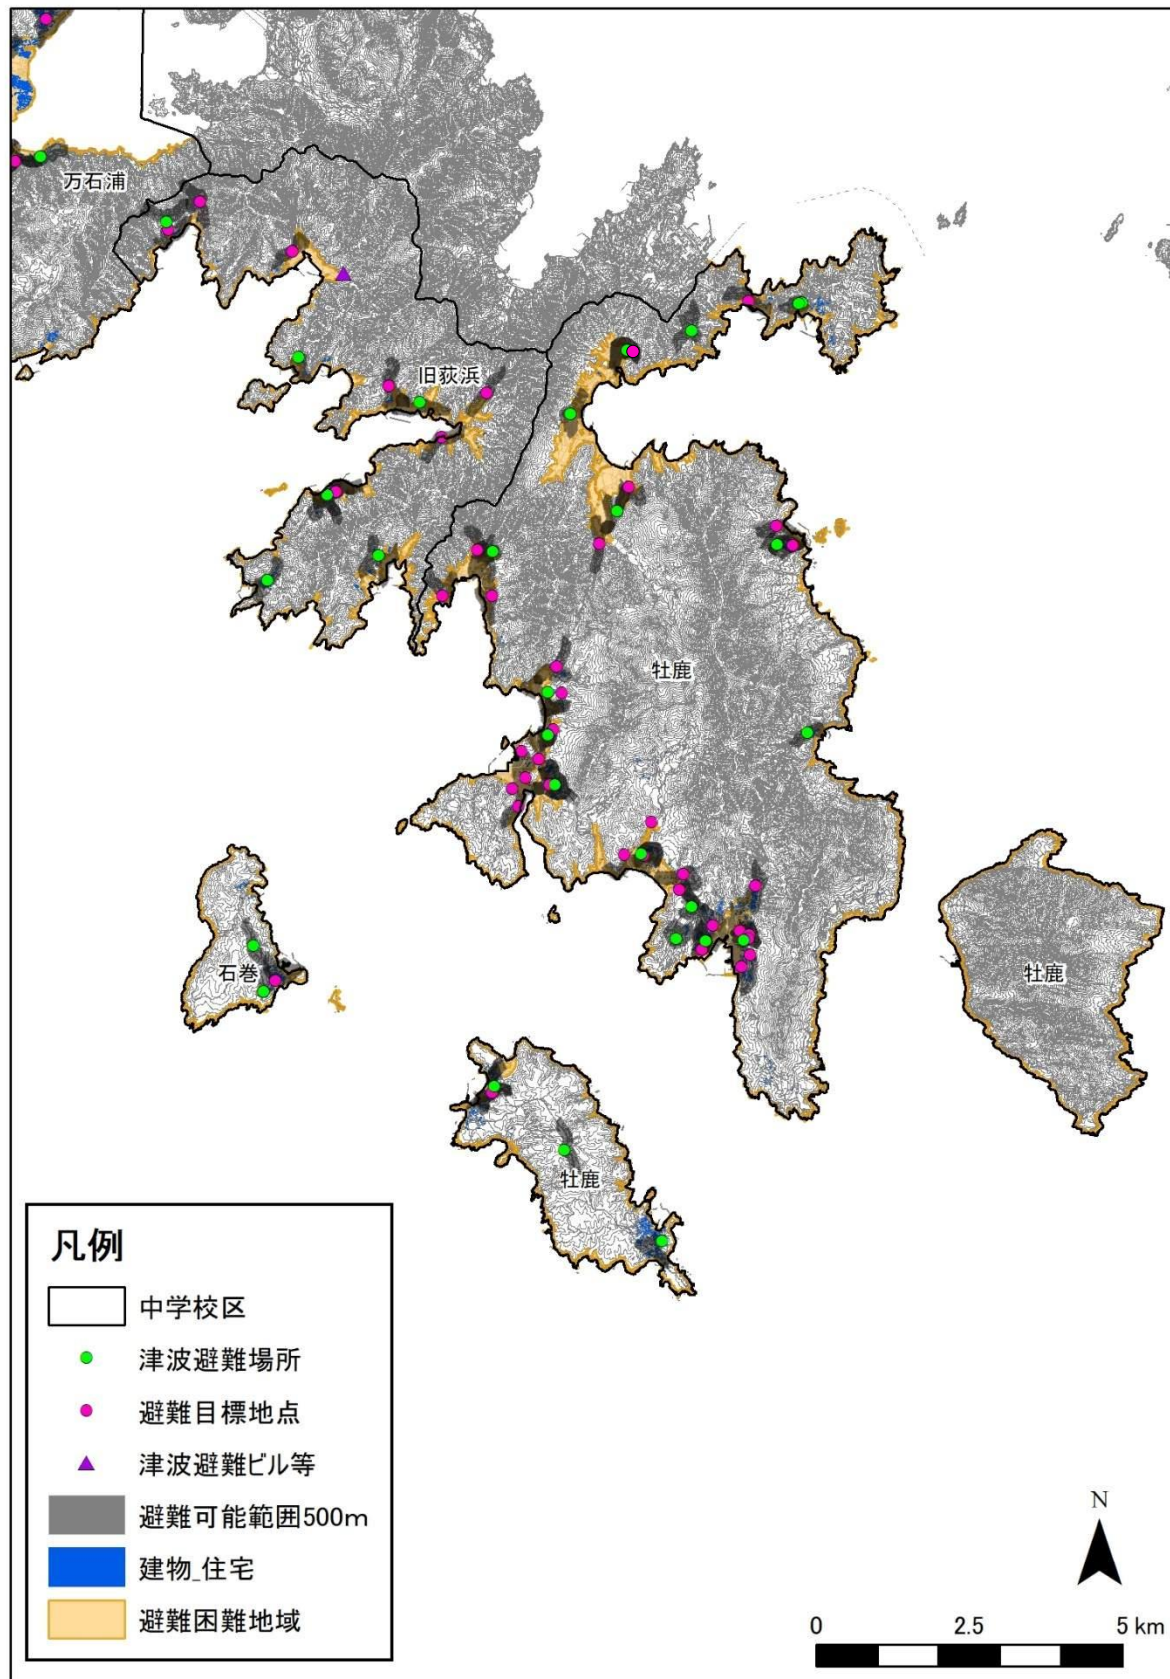 万石浦
旧荻浜
牡鹿
石巻
牡鹿
牡鹿
凡例
中学校区
津波避難場所
避難目標地点
津波避難ビル等
避難可能範囲500m
建物_住宅
避難困難地域
N
0 2.5 5 km